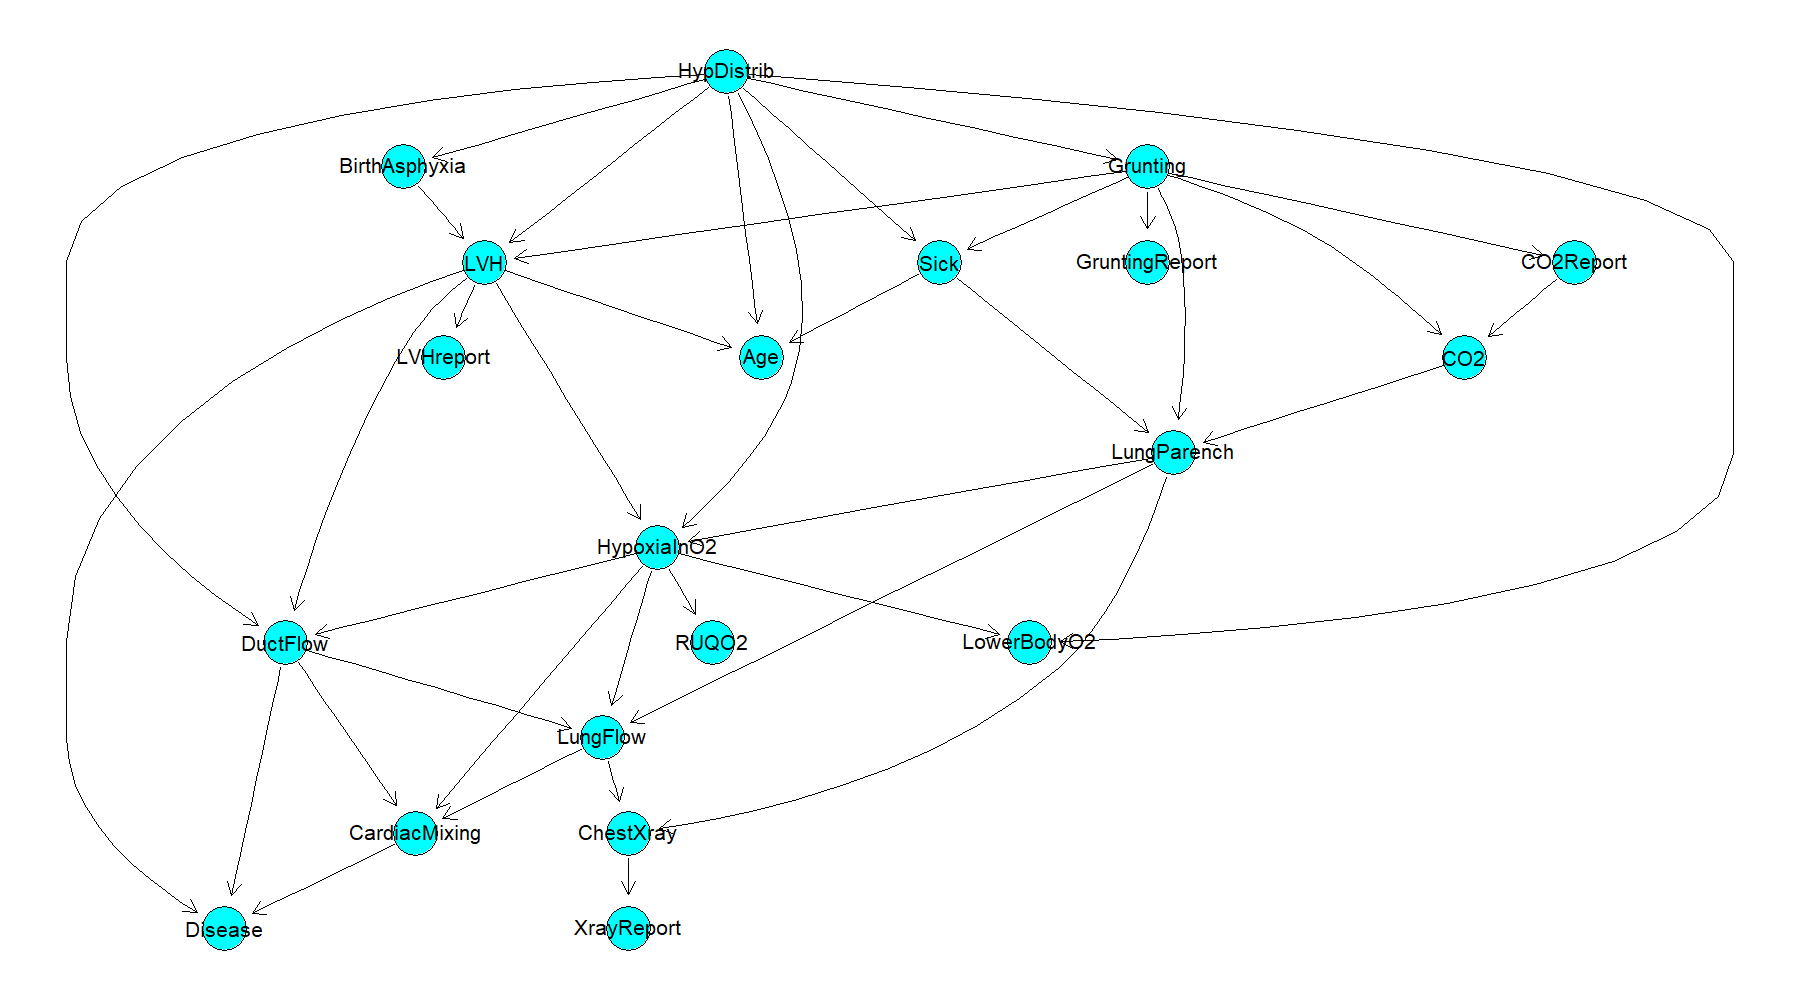 HypDistrib
BirthAsphyxia
Grunting
LVH
Sick
GruntingReport
CO2Report
LVHreport
Age
CO2
LungParench
HypoxiaInO2
DuctFlow
RUQO2
LowerBodyO2
LungFlow
CardiacMixing
ChestXray
Disease
XrayReport